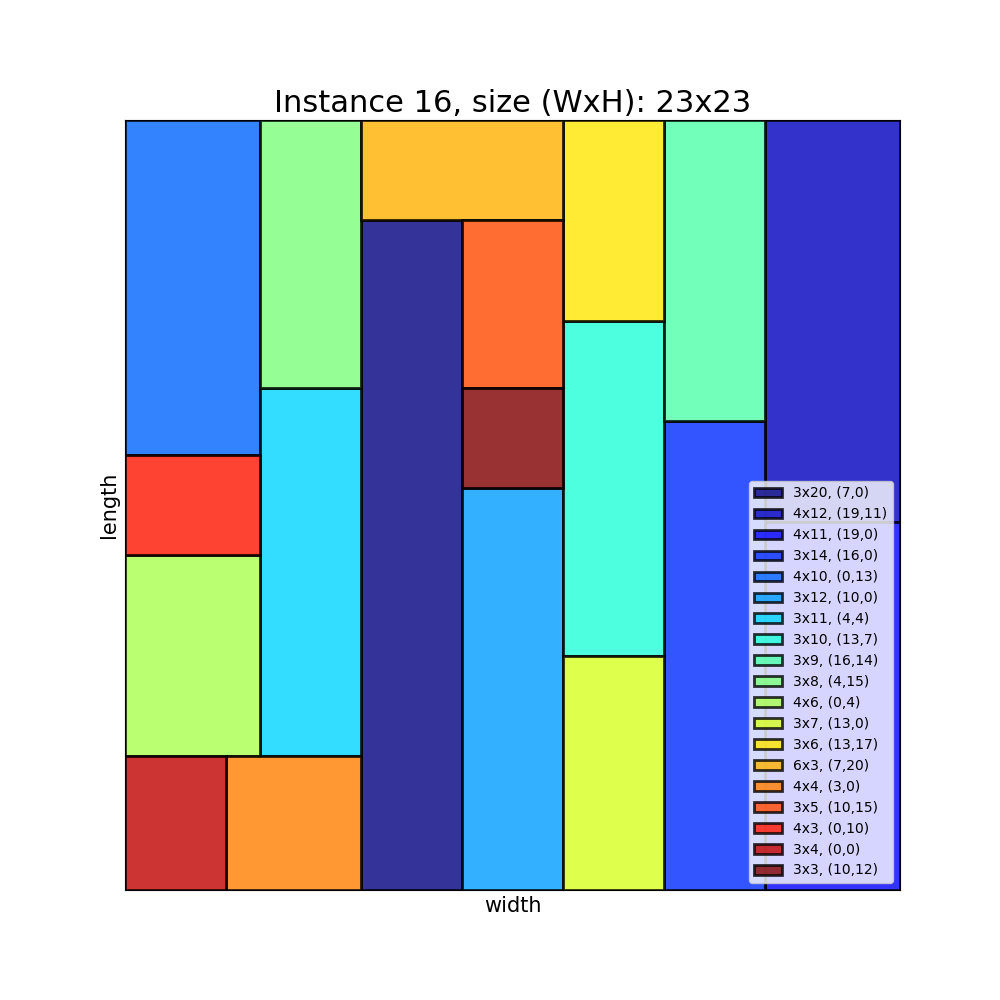 Instance 16, size (WxH): 23x23
length
3x20, (7,0)
4x12, (19,11)
4x11, (19,0)
3x14, (16,0)
4x10, (0,13)
3x12, (10,0)
3x11, (4,4)
3x10, (13,7)
3x9, (16,14)
3x8, (4,15)
4x6, (0,4)
3x7, (13,0)
3x6, (13,17)
6x3, (7,20)
4x4, (3,0)
3x5, (10,15)
4x3, (0,10)
3x4, (0,0)
3x3, (10,12)
width